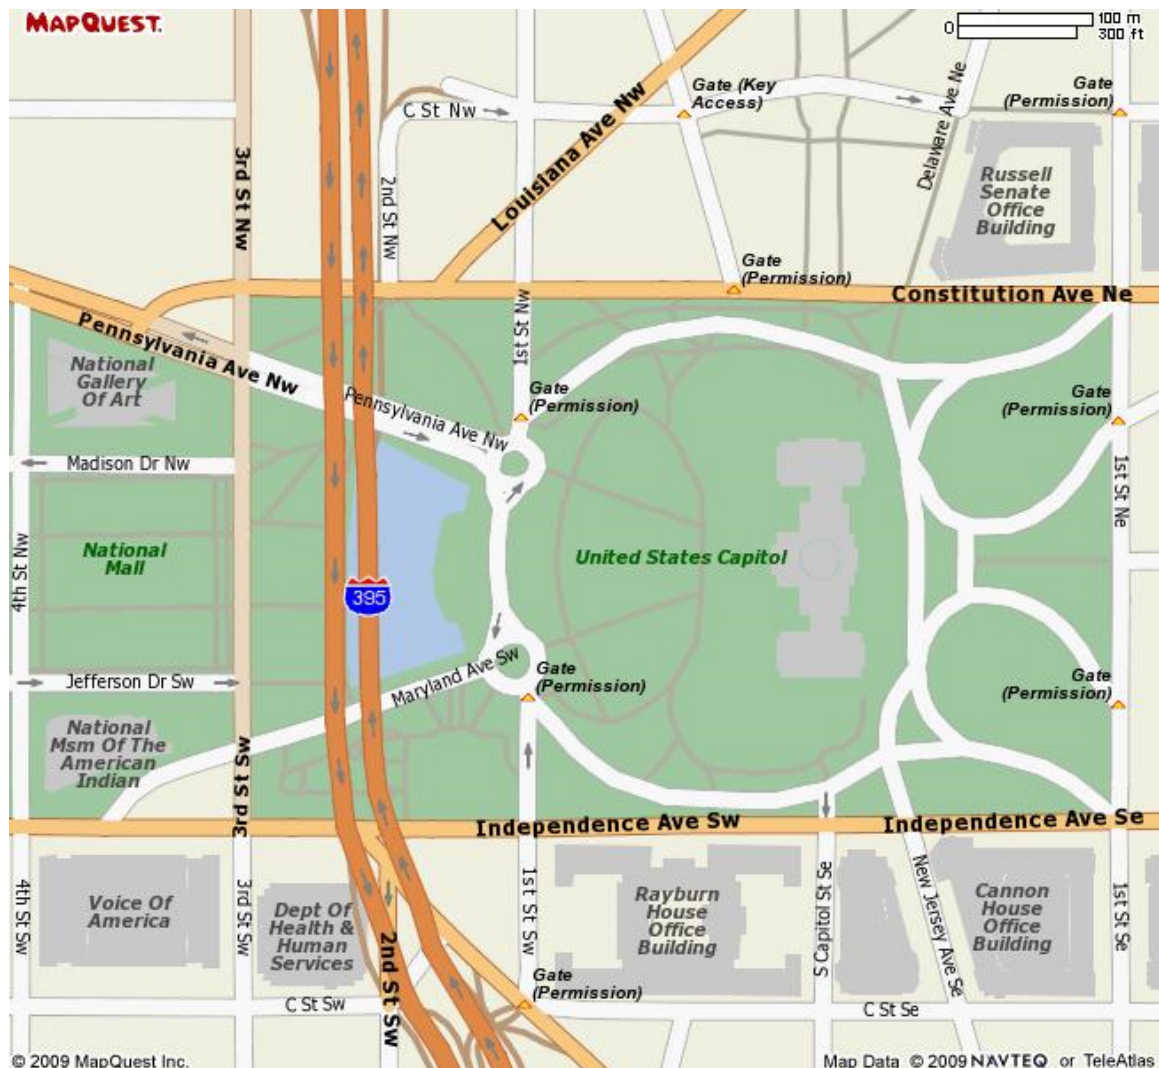 MAPQUEST.
0
100 m
300 ft
Gate (Key
Access)
Gate
(Permission)
C St Nw
Louisiana Ave Nw
Delaware Ave Ne
3rd St Nw
2nd St Nw
Russell
Senate
Office
Building
Gate
(Permission)
Constitution Ave Ne
Pennsylvania Ave Nw
1st St Nw
National
Gallery
Of Art
Pennsylvania Ave Nw
Gate
(Permission)
Gate
(Permission)
Madison Dr Nw
1st St Ne
National
Mall
United States Capitol
4th St Nw
395
Jefferson Dr Sw
Maryland Ave Sw
Gate
(Permission)
Gate
(Permission)
National
Msm Of The
American
Indian
3rd St Sw
Independence Ave Sw
Independence Ave Se
4th St Sw
Voice Of
America
3rd St Sw
Dept Of
Health &
Human
Services
2nd St Sw
1st St Sw
Rayburn
House
Office
Building
S Capitol St Se
New Jersey Ave Se
Cannon
House
Office
Building
1st St Se
Gate
(Permission)
C St Sw
C St Se
© 2009 MapQuest Inc.
Map Data © 2009 NAVTEQ or TeleAtlas